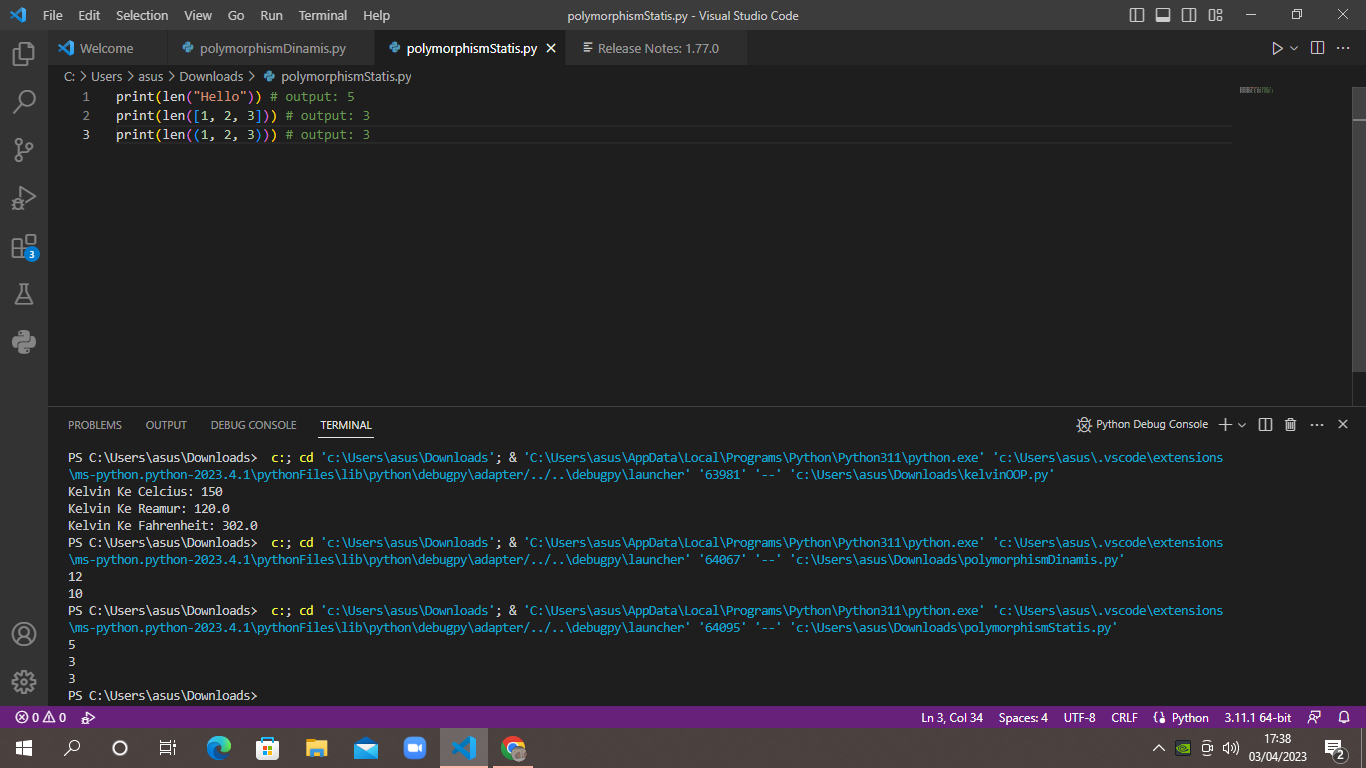 File Edit Selection View Go Run Terminal Help
polymorphismStatis.py - Visual Studio Code
Welcome
polymorphismDinamis.py
polymorphismStatis.py
Release Notes: 1.77.0
C: > Users > asus > Downloads > polymorphismStatis.py
1 print(len("Hello")) # output: 5
2 print(len([1, 2, 3])) # output: 3
3 print(len((1, 2, 3))) # output: 3
3
PROBLEMS OUTPUT DEBUG CONSOLE TERMINAL
Python Debug Console
PS C:\Users\asus\Downloads>  c:; cd 'c:\Users\asus\Downloads'; & 'C:\Users\asus\AppData\Local\Programs\Python\Python311\python.exe' 'c:\Users\asus\.vscode\extensions
\ms-python.python-2023.4.1\pythonFiles\lib\python\debugpy\adapter/../..\debugpy\launcher' '63981' '--' 'c:\Users\asus\Downloads\kelvinOOP.py'
Kelvin Ke Celcius: 150
Kelvin Ke Reamur: 120.0
Kelvin Ke Fahrenheit: 302.0
PS C:\Users\asus\Downloads>  c:; cd 'c:\Users\asus\Downloads'; & 'C:\Users\asus\AppData\Local\Programs\Python\Python311\python.exe' 'c:\Users\asus\.vscode\extensions
\ms-python.python-2023.4.1\pythonFiles\lib\python\debugpy\adapter/../..\debugpy\launcher' '64067' '--' 'c:\Users\asus\Downloads\polymorphismDinamis.py'
12
10
PS C:\Users\asus\Downloads>  c:; cd 'c:\Users\asus\Downloads'; & 'C:\Users\asus\AppData\Local\Programs\Python\Python311\python.exe' 'c:\Users\asus\.vscode\extensions
\ms-python.python-2023.4.1\pythonFiles\lib\python\debugpy\adapter/../..\debugpy\launcher' '64095' '--' 'c:\Users\asus\Downloads\polymorphismStatis.py'
5
3
3
PS C:\Users\asus\Downloads>
0 0
Ln 3, Col 34 Spaces: 4 UTF-8 CRLF Python 3.11.1 64-bit
17:38
03/04/2023
2